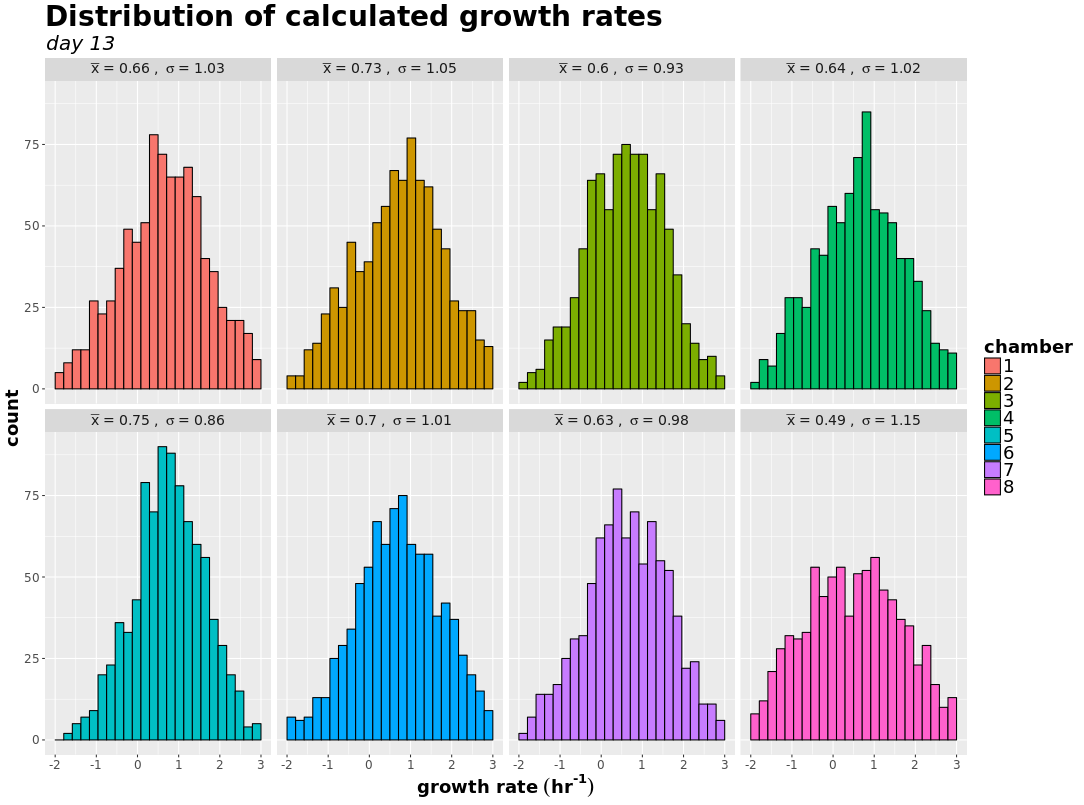 Distribution of calculated growth rates
day 13
x̅ = 0.66 , σ = 1.03
x̅ = 0.73 , σ = 1.05
x̅ = 0.6 , σ = 0.93
x̅ = 0.64 , σ = 1.02
75
50
25
0
x̅ = 0.75 , σ = 0.86
x̅ = 0.7 , σ = 1.01
x̅ = 0.63 , σ = 0.98
x̅ = 0.49 , σ = 1.15
75
50
25
0
-2 -1 0 1 2 3
-2 -1 0 1 2 3
-2 -1 0 1 2 3
-2 -1 0 1 2 3
growth rate (hr⁻¹)
count
chamber
1
2
3
4
5
6
7
8